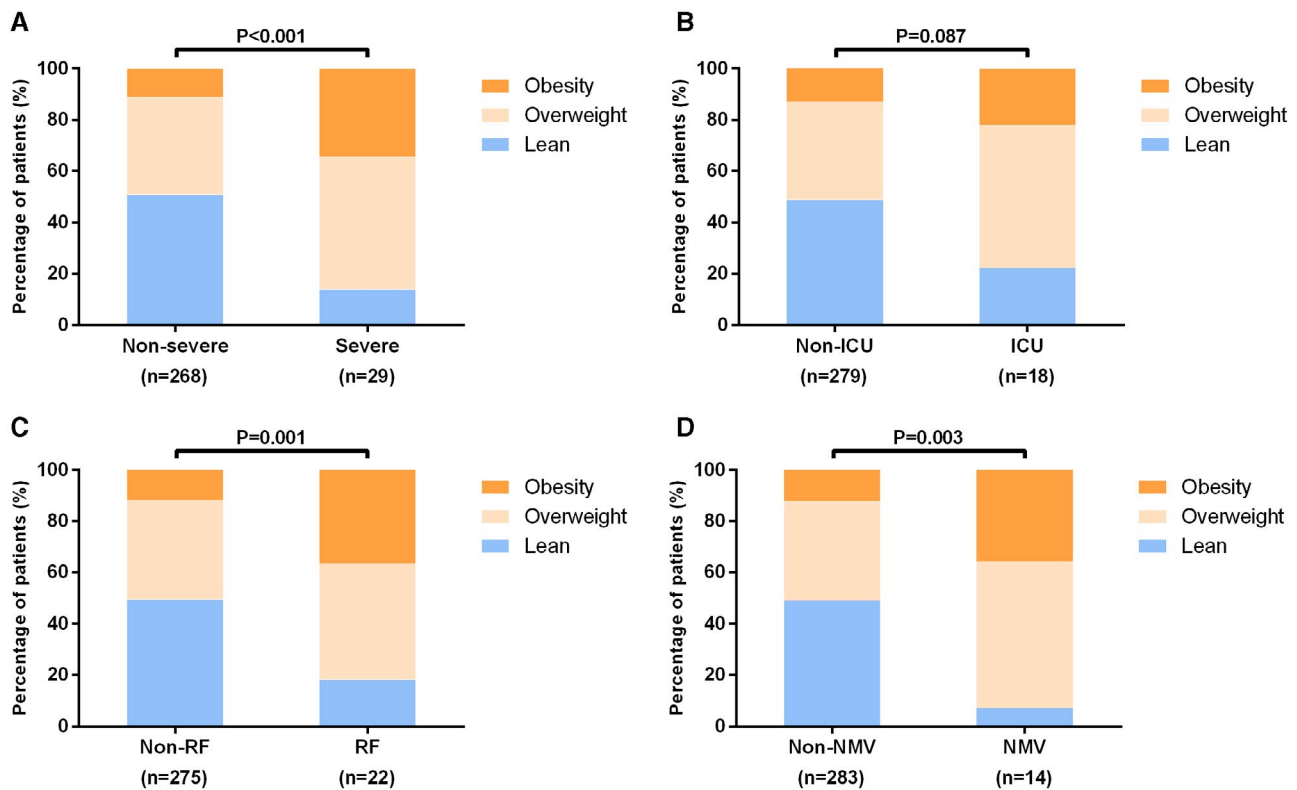 A
P<0.001
Percentage of patients (%)
100
80
60
40
20
0
Non-severe
(n=268)
Severe
(n=29)
Obesity
Overweight
Lean
B
P=0.087
Percentage of patients (%)
100
80
60
40
20
0
Non-ICU
(n=279)
ICU
(n=18)
Obesity
Overweight
Lean
C
P=0.001
Percentage of patients (%)
100
80
60
40
20
0
Non-RF
(n=275)
RF
(n=22)
Obesity
Overweight
Lean
D
P=0.003
Percentage of patients (%)
100
80
60
40
20
0
Non-NMV
(n=283)
NMV
(n=14)
Obesity
Overweight
Lean